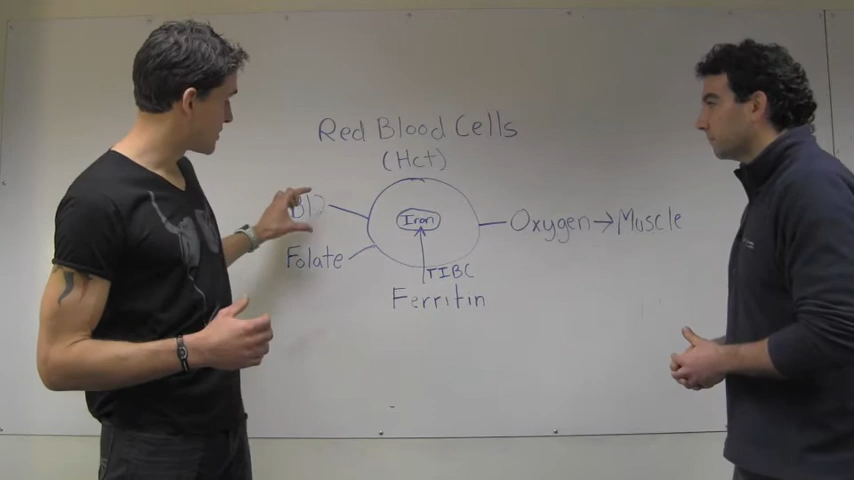 Red Blood Cells
(Hct)
B12
Iron
Oxygen→Muscle
Folate
TIBC
Ferritin